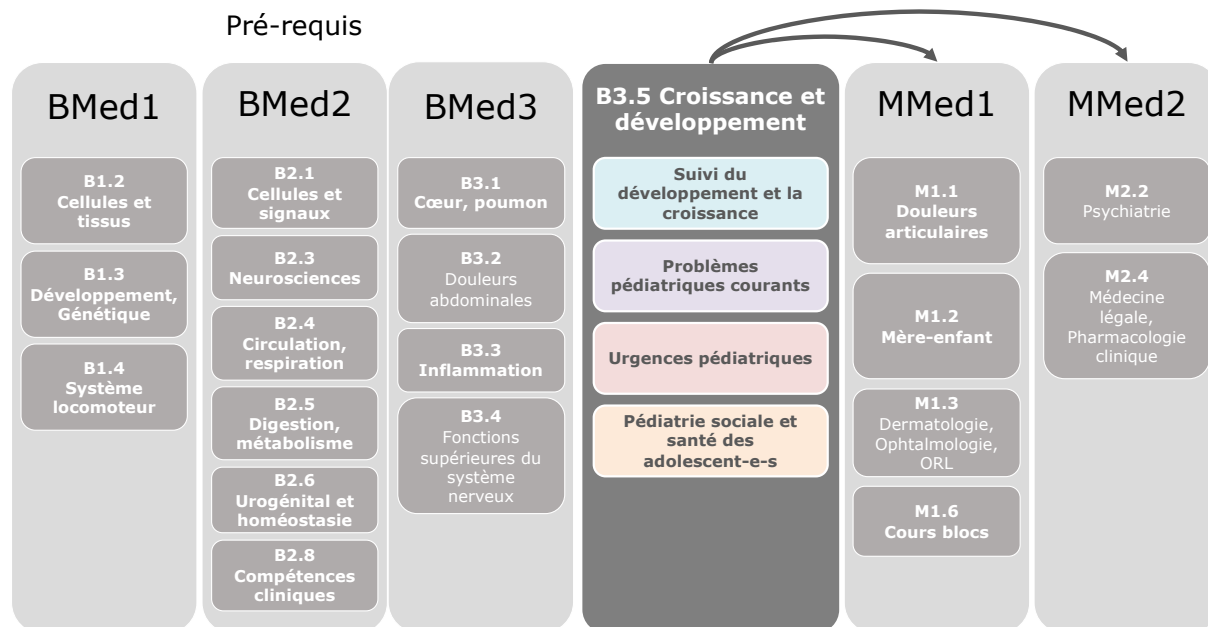 Pré-requis
BMed1
B1.2
Cellules et
tissus
B1.3
Développement,
Génétique
B1.4
Système
locomoteur
BMed2
B2.1
Cellules et
signaux
B2.3
Neurosciences
B2.4
Circulation,
respiration
B2.5
Digestion,
métabolisme
B2.6
Urogénital et
homéostasie
B2.8
Compétences
cliniques
BMed3
B3.1
Cœur, poumon
B3.2
Douleurs
abdominales
B3.3
Inflammation
B3.4
Fonctions
supérieures du
système
nerveux
B3.5 Croissance et
développement
Suivi du
développement et la
croissance
Problèmes
pédiatriques courants
Urgences pédiatriques
Pédiatrie sociale et
santé des
adolescent-e-s
MMed1
M1.1
Douleurs
articulaires
M1.2
Mère-enfant
M1.3
Dermatologie,
Ophtalmologie,
ORL
M1.6
Cours blocs
MMed2
M2.2
Psychiatrie
M2.4
Médecine
légale,
Pharmacologie
clinique